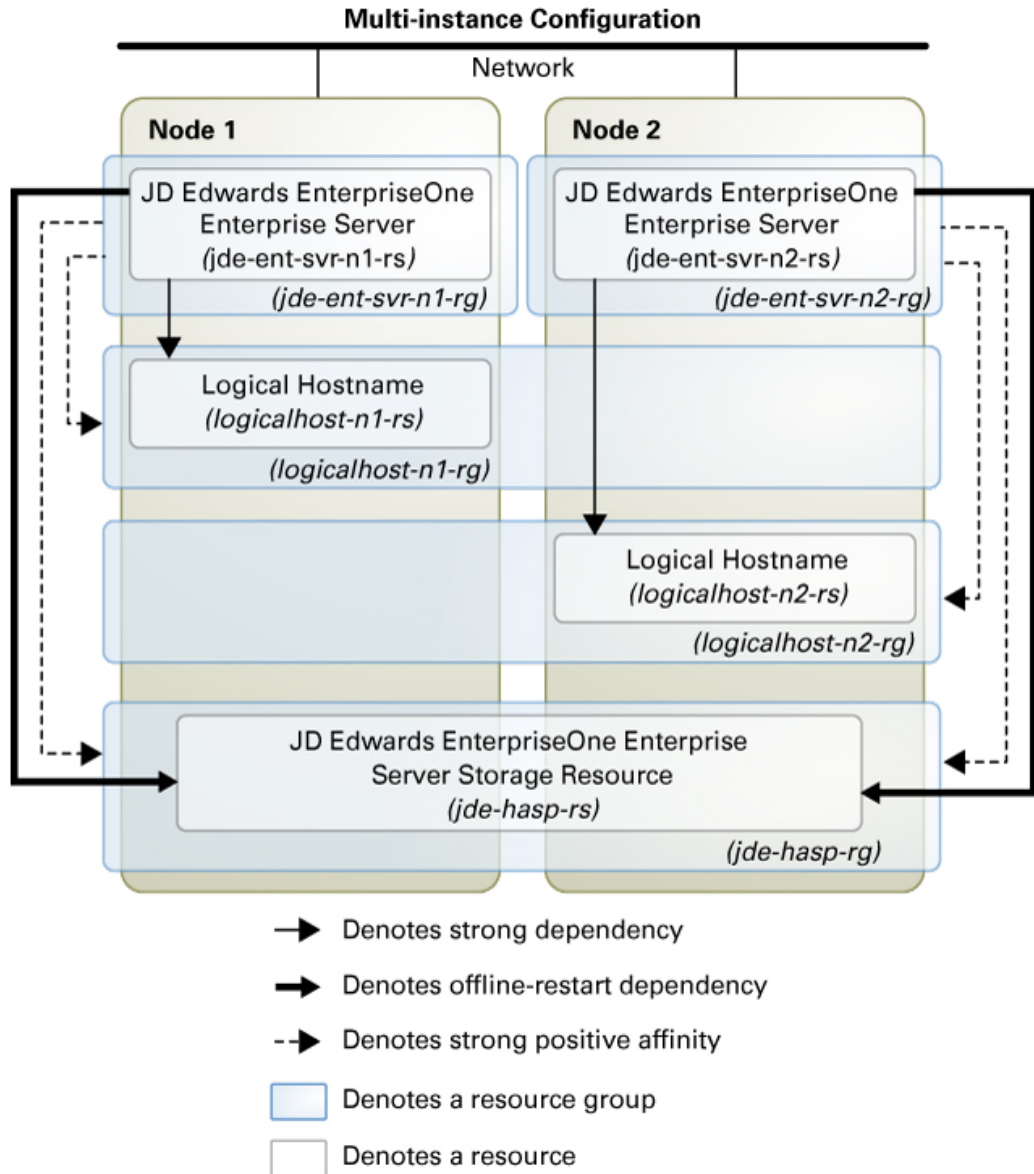 Multi-instance Configuration
Network
Node 1
JD Edwards EnterpriseOne
Enterprise Server
(jde-ent-svr-n1-rs)
(jde-ent-svr-n1-rg)
Node 2
JD Edwards EnterpriseOne
Enterprise Server
(jde-ent-svr-n2-rs)
(jde-ent-svr-n2-rg)
Logical Hostname
(logicalhost-n1-rs)
(logicalhost-n1-rg)
Logical Hostname
(logicalhost-n2-rs)
(logicalhost-n2-rg)
JD Edwards EnterpriseOne Enterprise
Server Storage Resource
(jde-hasp-rs)
(jde-hasp-rg)
Denotes strong dependency
Denotes offline-restart dependency
Denotes strong positive affinity
Denotes a resource group
Denotes a resource